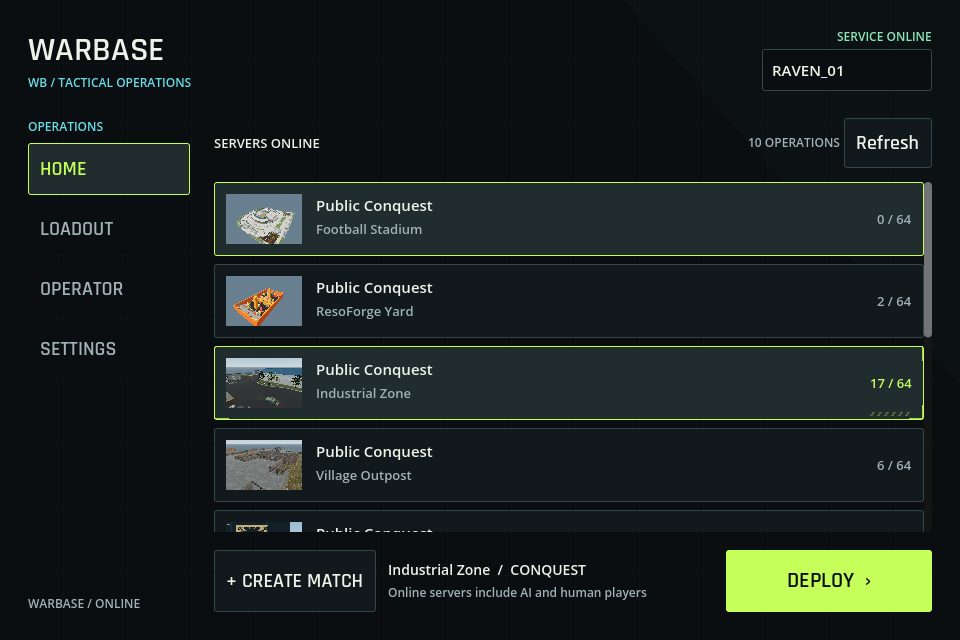 WARBASE
WB / TACTICAL OPERATIONS
SERVICE ONLINE
RAVEN_01
OPERATIONS
HOME
LOADOUT
OPERATOR
SETTINGS
SERVERS ONLINE
10 OPERATIONS
Refresh
Public Conquest
Football Stadium
0 / 64
Public Conquest
ResoForge Yard
2 / 64
Public Conquest
Industrial Zone
17 / 64
Public Conquest
Village Outpost
6 / 64
Public Conquest
+ CREATE MATCH
Industrial Zone / CONQUEST
Online servers include AI and human players
DEPLOY ›
WARBASE / ONLINE